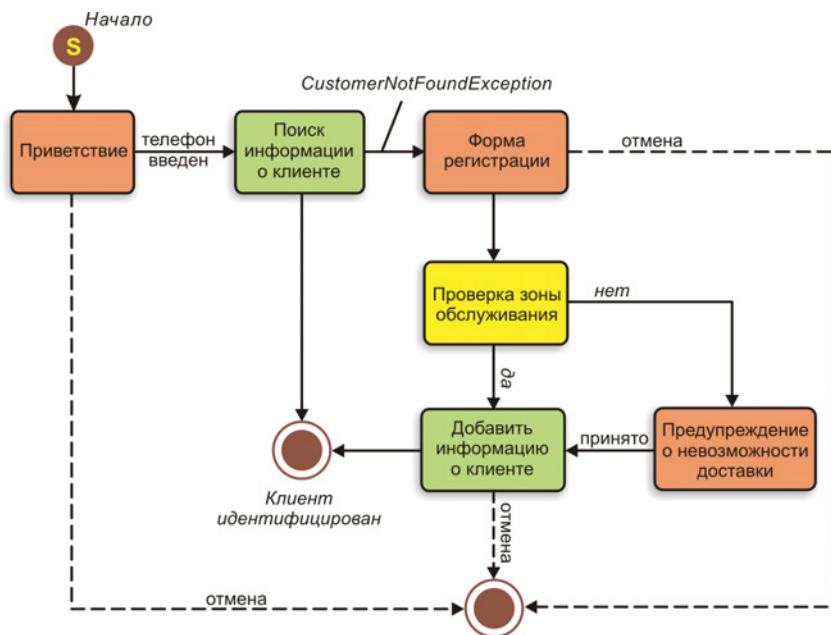 Начало
S
CustomerNotFoundException
Приветствие
телефон
введен
Поиск
информации
о клиенте
Форма
регистрации
отмена
Проверка зоны
обслуживания
нет
да
Добавить
информацию
о клиенте
принято
Предупреждение
о невозможности
доставки
Клиент
идентифицирован
отмена
отмена